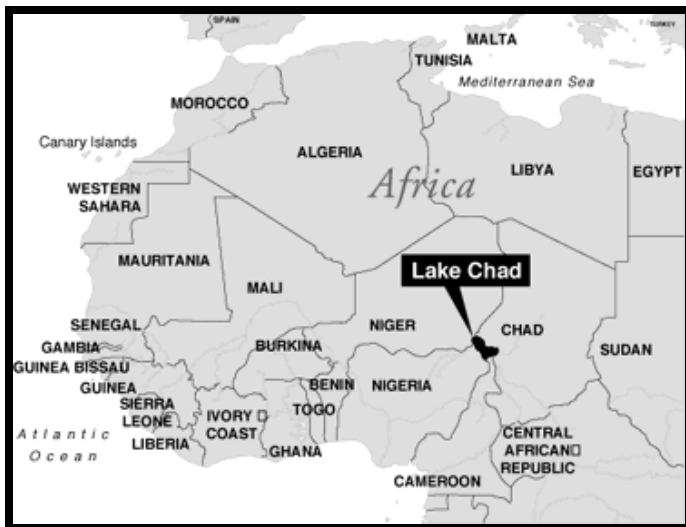 SPAIN
TURKEY
MALTA
TUNISIA
Mediterranean Sea
MOROCCO
Canary Islands
ALGERIA
LIBYA
EGYPT
Africa
WESTERN
SAHARA
MAURITANIA
MALI
Lake Chad
NIGER
CHAD
SUDAN
SENEGAL
GAMBIA
GUINEA BISSAU
GUINEA
SIERRA
LEONE
LIBERIA
IVORY
COAST
BURKINA
BENIN
TOGO
GHANA
NIGERIA
Atlantic
Ocean
CENTRAL
AFRICAN
REPUBLIC
CAMEROON